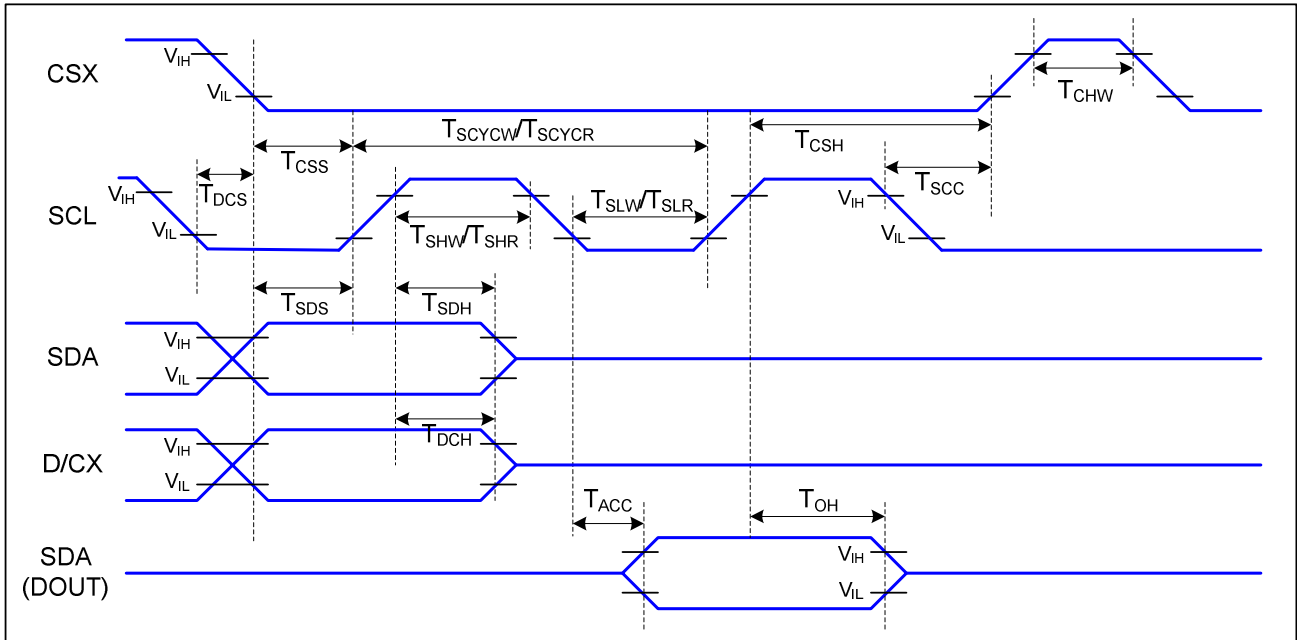 CSX
VIH
VIL
TCHW
TSCYCW/TSCYCR
TCSH
TCSS
TDCS
TSCC
SCL
VIH
VIL
TSHW/TSHR
TSLW/TSLR
VIH
VIL
TSDS
TSDH
SDA
VIH
VIL
TDCH
D/CX
VIH
VIL
TACC
TOH
SDA
(DOUT)
VIH
VIL